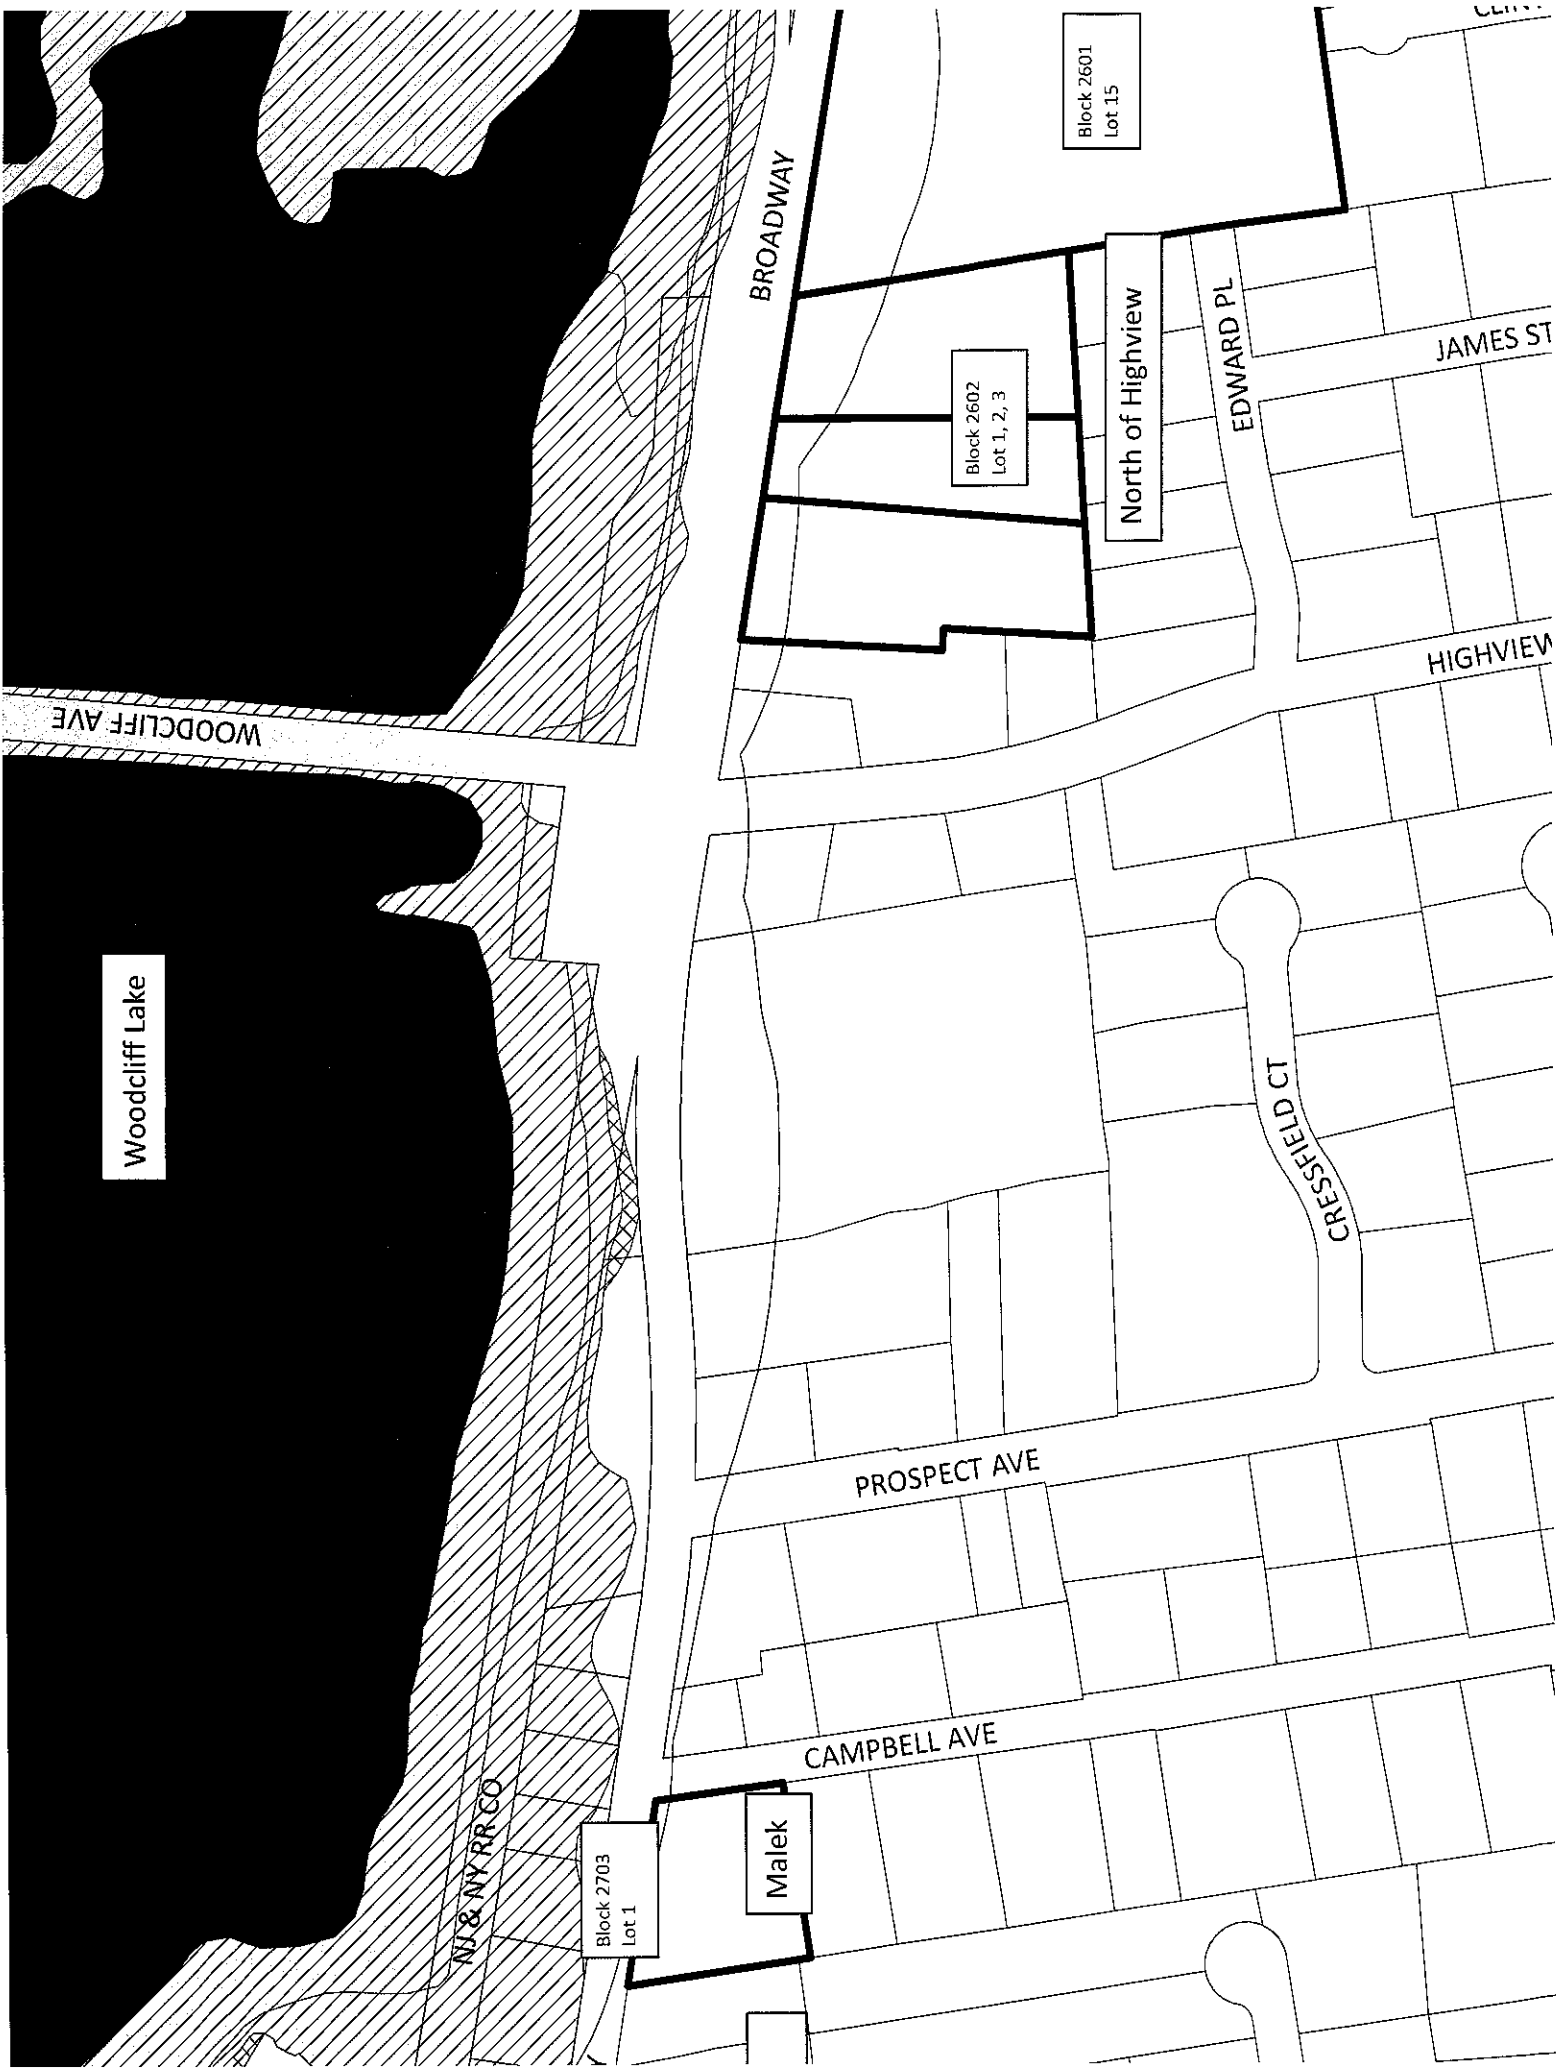 Woodcliff Lake
WOODCLIFF AVE
BROADWAY
Block 2601
Lot 15
Block 2602
Lot 1, 2, 3
North of Highview
EDWARD PL
JAMES ST
HIGHVIEW
CRESSFIELD CT
PROSPECT AVE
CAMPBELL AVE
NJ & NY RR CO
Block 2703
Lot 1
Malek